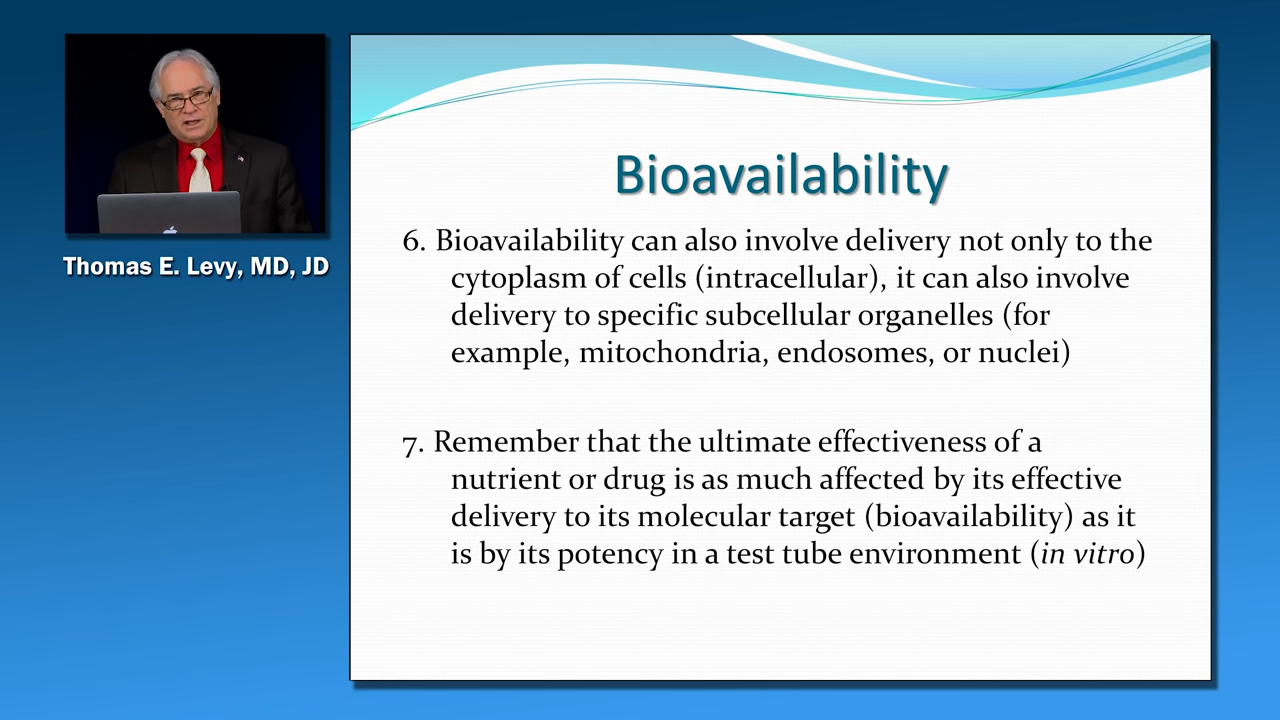 Thomas E. Levy, MD, JD
Bioavailability
6. Bioavailability can also involve delivery not only to the
cytoplasm of cells (intracellular), it can also involve
delivery to specific subcellular organelles (for
example, mitochondria, endosomes, or nuclei)
7. Remember that the ultimate effectiveness of a
nutrient or drug is as much affected by its effective
delivery to its molecular target (bioavailability) as it
is by its potency in a test tube environment (in vitro)